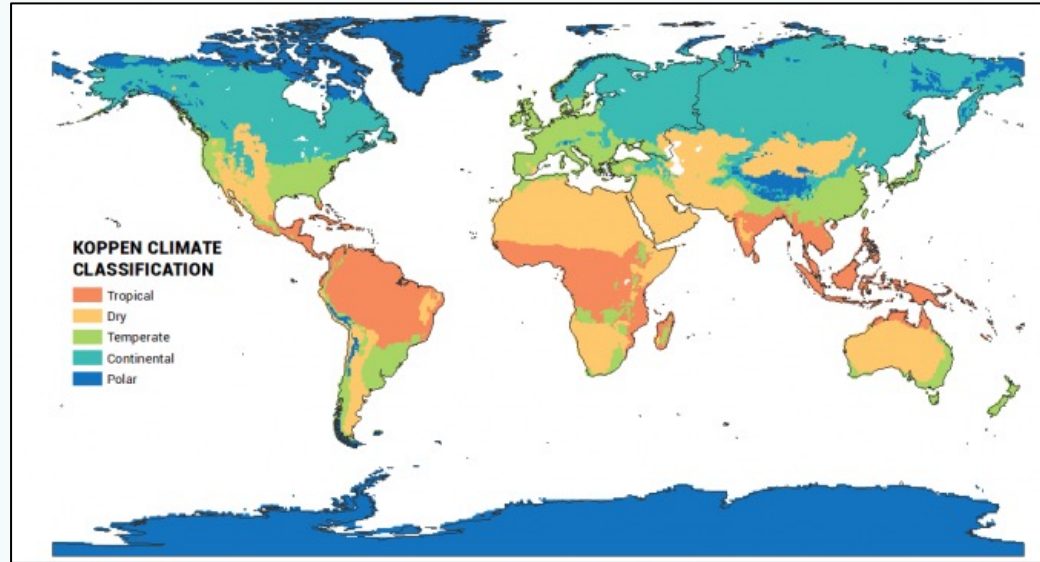 KOPPEN CLIMATE
CLASSIFICATION
Tropical
Dry
Temperate
Continental
Polar